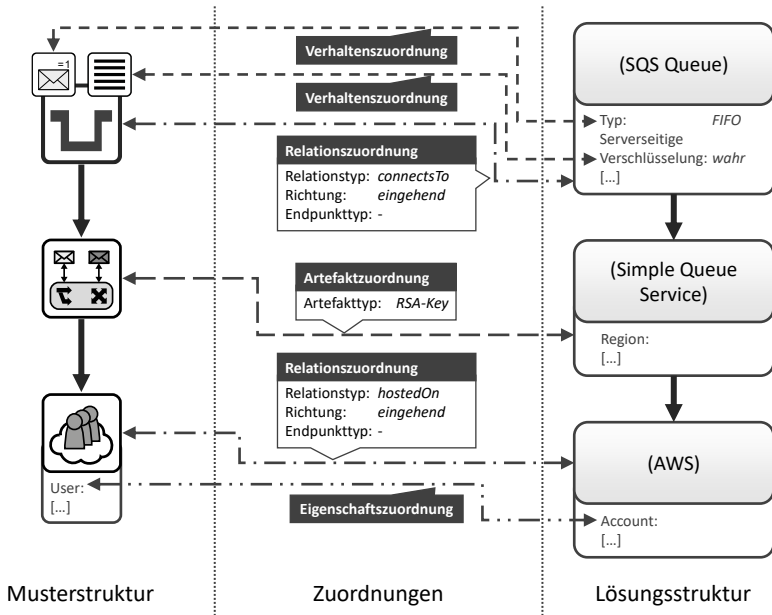 =1
User:
[...]
Musterstruktur
Verhaltenszuordnung
Verhaltenszuordnung
Relationszuordnung
Relationstyp: connectsTo
Richtung: eingehend
Endpunkttyp: -
Artefaktzuordnung
Artefakttyp: RSA-Key
Relationszuordnung
Relationstyp: hostedOn
Richtung: eingehend
Endpunkttyp: -
Eigenschaftszuordnung
Zuordnungen
(SQS Queue)
Typ: FIFO
Serverseitige
Verschlüsselung: wahr
[...]
(Simple Queue
Service)
Region:
[...]
(AWS)
Account:
[...]
Lösungsstruktur